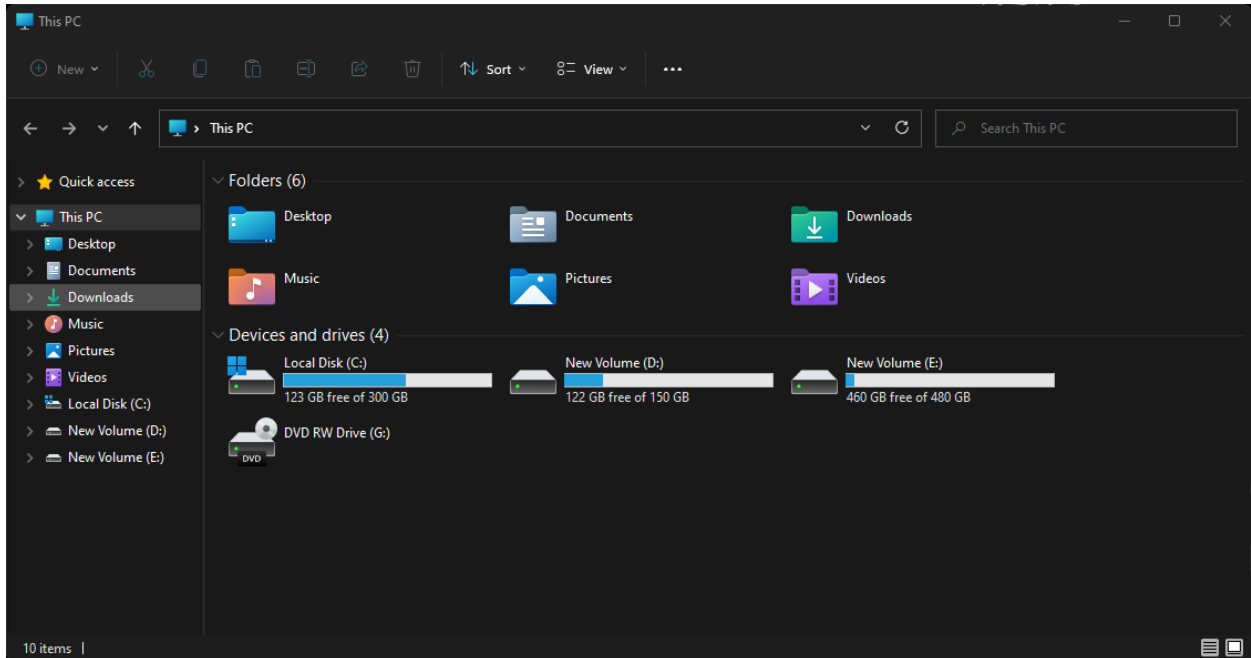 This PC
New
Sort
View
This PC
Search This PC
Quick access
This PC
Desktop
Documents
Downloads
Music
Pictures
Videos
Local Disk (C:)
New Volume (D:)
New Volume (E:)
Folders (6)
Desktop
Documents
Downloads
Music
Pictures
Videos
Devices and drives (4)
Local Disk (C:)
123 GB free of 300 GB
New Volume (D:)
122 GB free of 150 GB
New Volume (E:)
460 GB free of 480 GB
DVD RW Drive (G:)
DVD
10 items